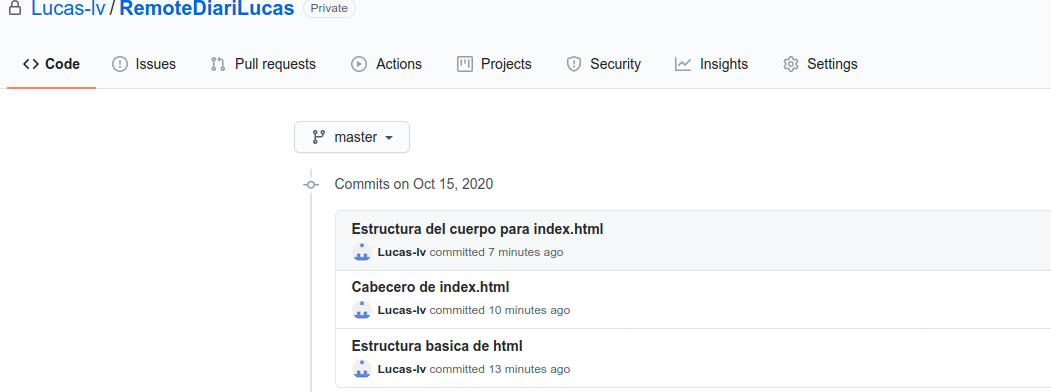 Lucas-lv / RemoteDiariLucas Private
Code Issues Pull requests Actions Projects Security Insights Settings
master
Commits on Oct 15, 2020
Estructura del cuerpo para index.html
Lucas-lv committed 7 minutes ago
Cabecero de index.html
Lucas-lv committed 10 minutes ago
Estructura basica de html
Lucas-lv committed 13 minutes ago